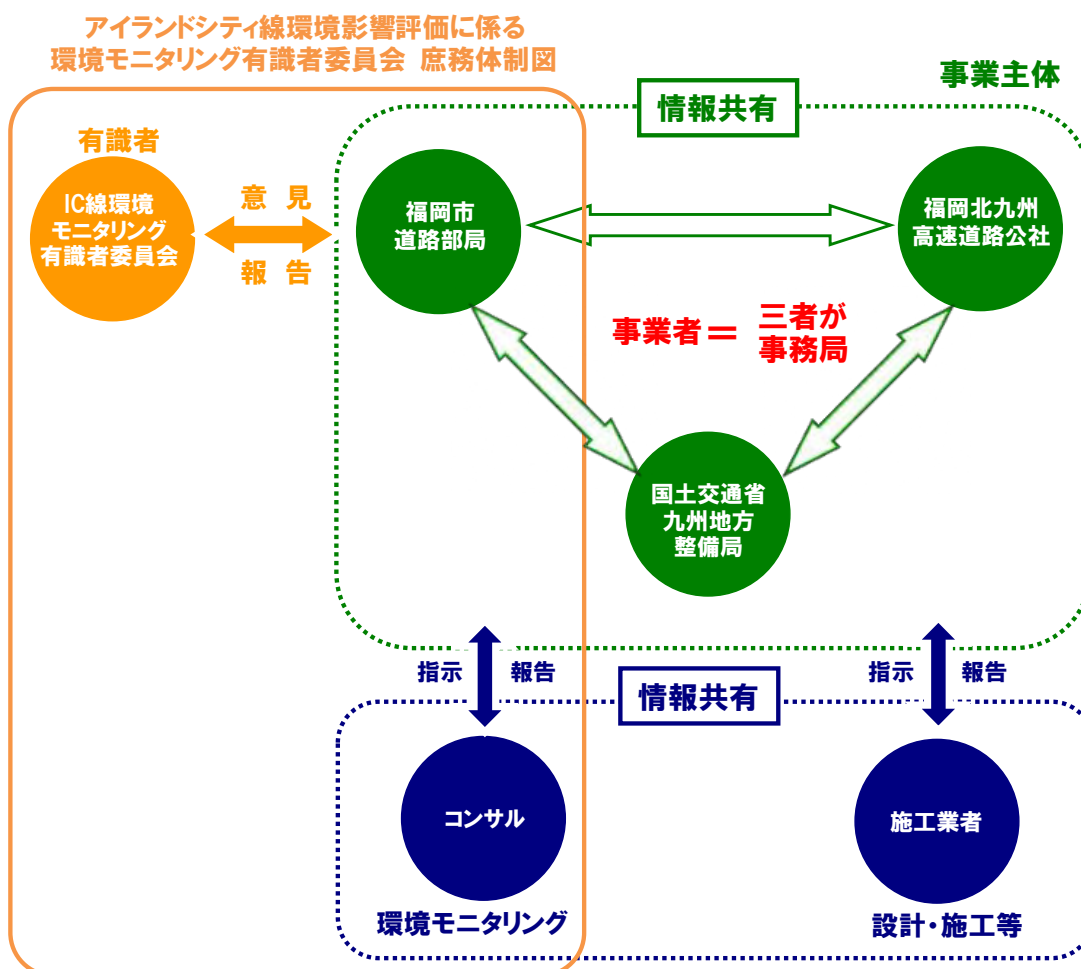 アイランドシティ線環境影響評価に係る
環境モニタリング有識者委員会 庶務体制図
事業主体
情報共有
有識者
IC線環境
モニタリング
有識者委員会
意 見
報 告
福岡市
道路部局
福岡北九州
高速道路公社
事業者＝
三者が
事務局
国土交通省
九州地方
整備局
指示
報告
指示
報告
情報共有
コンサル
施工業者
環境モニタリング
設計・施工等